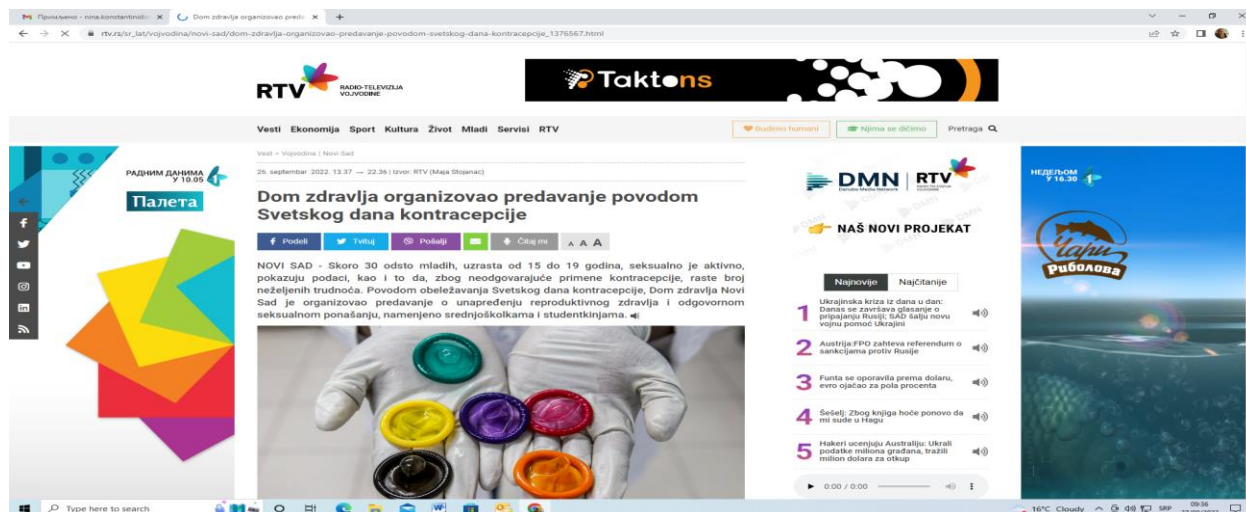 Dom zdravlja organizovao preda
rtv.rs/sr_lat/vojvodina/novi-sad/dom-zdravlja-organizovao-predavanje-povodom-svetskog-dana-kontracepcije_1376567.html
RTV RADIO-TELEVIZIJA
VOJVODINE
Taktons
Vesti Ekonomija Sport Kultura Život Mladi Servisi RTV
Budimo humani
Njima se dičimo
Pretraga
Vest > Vojvodina | Novi Sad
26. septembar 2022. 13.37 → 22.36 | Izvor: RTV (Maja Stojanac)
Dom zdravlja organizovao predavanje povodom
Svetskog dana kontracepcije
Podeli Tvituj Pošalji Čitaj mi A A A
NOVI SAD - Skoro 30 odsto mladih, uzrasta od 15 do 19 godina, seksualno je aktivno,
pokazuju podaci, kao i to da, zbog neodgovarajuće primene kontracepcije, raste broj
neželjenih trudnoća. Povodom obeležavanja Svetskog dana kontracepcije, Dom zdravlja Novi
Sad je organizovao predavanje o unapređenju reproduktivnog zdravlja i odgovornom
seksualnom ponašanju, namenjeno srednjoškolkama i studentkinjama.
РАДНИМ ДАНИМА
У 10.05
Палета
DMN RTV
Danube Media Network
NAŠ NOVI PROJEKAT
Najnovije Najčitanije
1 Ukrajinska kriza iz dana u dan:
Danas se završava glasanje o
pripajanju Rusiji; SAD šalju novu
vojnu pomoć Ukrajini
2 Austrija:FPO zahteva referendum o
sankcijama protiv Rusije
3 Funta se oporavila prema dolaru,
evro ojačao za pola procenta
4 Šešelj: Zbog knjiga hoće ponovo da
mi sude u Hagu
5 Hakeri ucenjuju Australiju: Ukrali
podatke miliona građana, tražili
milion dolara za otkup
0:00 / 0:00
НЕДЕЉОМ
У 16.30
Чари
Риболова
Type here to search
16°C Cloudy
SRP
09:56